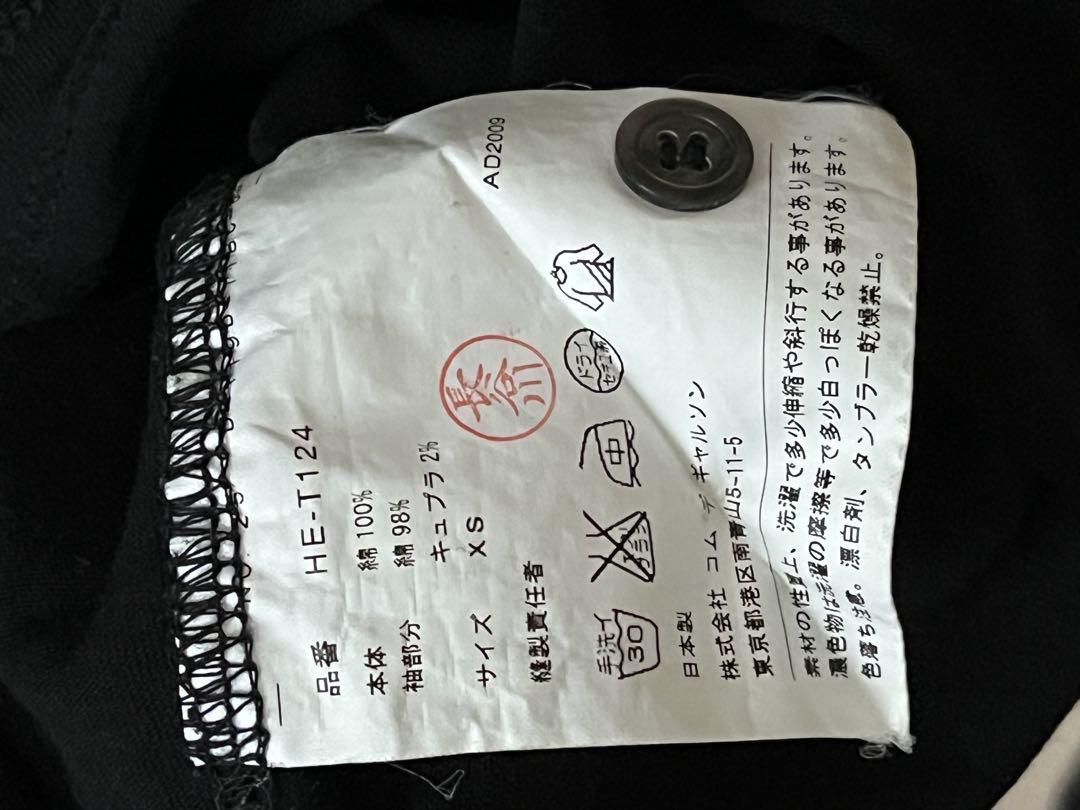 AD2009
品番 HE-T124
本体 綿 100%
袖部分 綿 98%
キュプラ 2%
サイズ XS
縫製責任者 長谷川
手洗イ 30 中 ドライ
日本製
株式会社 コム デ ギャルソン
東京都港区南青山5-11-5
素材の性質上、洗濯で多少伸縮や斜行する事があります。
濃色物は洗濯の摩擦等で多少白っぽくなる事があります。
色落ち注意。漂白剤、タンブラー乾燥禁止。